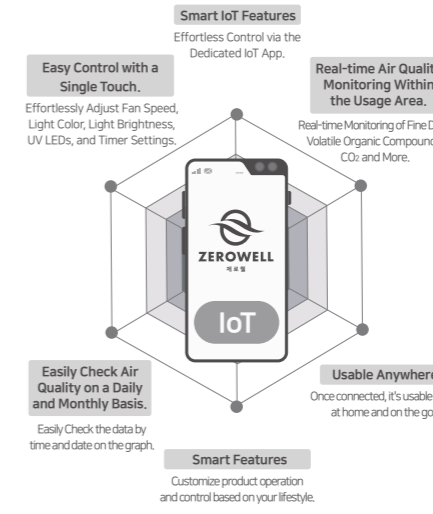 Smart IoT Features
Effortless Control via the
Dedicated IoT App.
Easy Control with a
Single Touch.
Effortlessly Adjust Fan Speed,
Light Color, Light Brightness,
UV LEDs, and Timer Settings.
Real-time Air Qualit
Monitoring Within
the Usage Area.
Real-time Monitoring of Fine D
Volatile Organic Compound
CO2 and More.
ZEROWELL
IoT
Easily Check Air
Quality on a Daily
and Monthly Basis.
Easily Check the data by
time and date on the graph.
Usable Anywhere
Once connected, it's usable
at home and on the go
Smart Features
Customize product operation
and control based on your lifestyle.